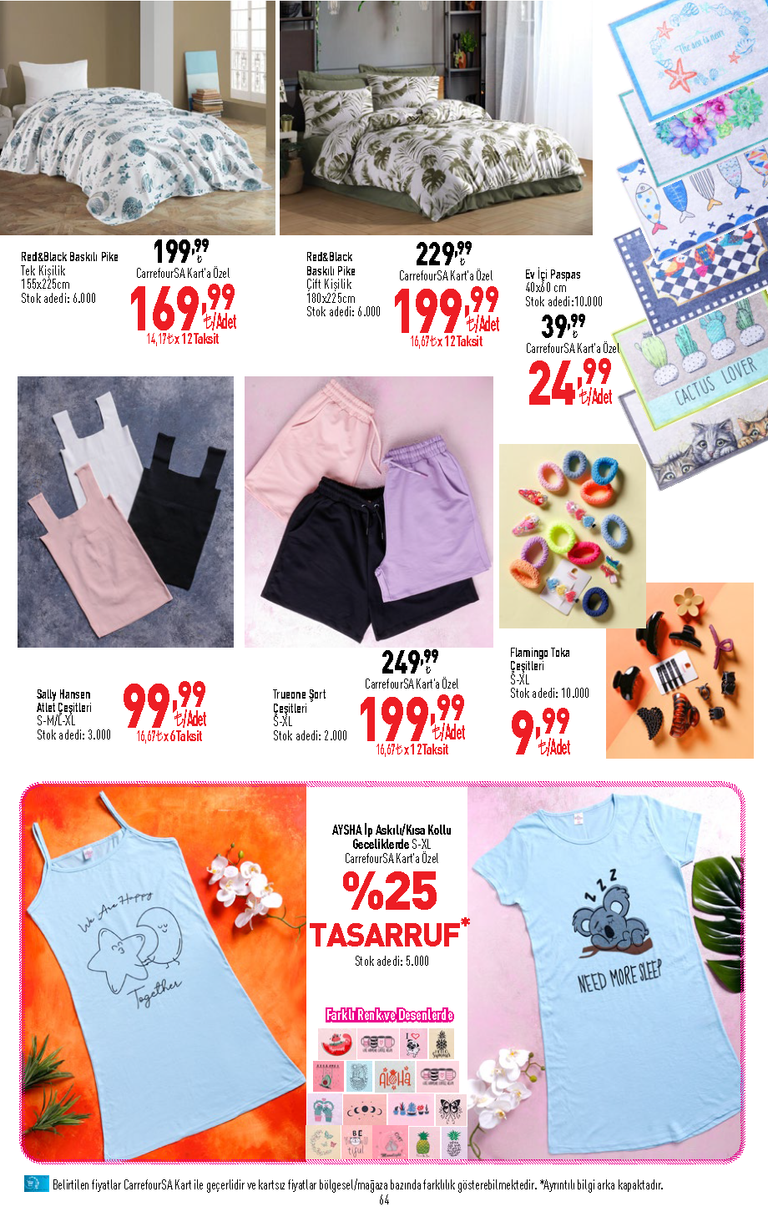 The sea is near
CACTUS LOVER
Red&Black Baskılı Pike
Tek Kişilik
155x225cm
Stok adedi: 6.000
199,99 ₺
CarrefourSA Kart'a Özel
169,99 ₺/Adet
14,17₺ x 12 Taksit
Red&Black
Baskılı Pike
Çift Kişilik
180x225cm
Stok adedi: 6.000
229,99 ₺
CarrefourSA Kart'a Özel
199,99 ₺/Adet
16,67₺ x 12 Taksit
Ev İçi Paspas
40x60 cm
Stok adedi:10.000
39,99 ₺
CarrefourSA Kart'a Özel
24,99 ₺/Adet
Sally Hansen
Atlet Çeşitleri
S-M/L-XL
Stok adedi: 3.000
99,99 ₺/Adet
16,67₺ x 6 Taksit
Trueone Şort
Çeşitleri
S-XL
Stok adedi: 2.000
249,99 ₺
CarrefourSA Kart'a Özel
199,99 ₺/Adet
16,67₺ x 12 Taksit
Flamingo Toka
Çeşitleri
S-XL
Stok adedi: 10.000
9,99 ₺/Adet
We Are Happy
Together
AYSHA İp Askılı/Kısa Kollu
Geceliklerde S-XL
CarrefourSA Kart'a Özel
%25
TASARRUF*
Stok adedi: 5.000
Farklı Renk ve Desenlerde
ALOHA
Z Z Z
NEED MORE SLEEP
Belirtilen fiyatlar CarrefourSA Kart ile geçerlidir ve kartsız fiyatlar bölgesel/mağaza bazında farklılık gösterebilmektedir. *Ayrıntılı bilgi arka kapaktadır.
64